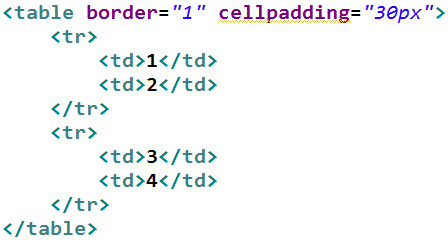 <table border="1" cellpadding="30px">
    <tr>
        <td>1</td>
        <td>2</td>
    </tr>
    <tr>
        <td>3</td>
        <td>4</td>
    </tr>
</table>